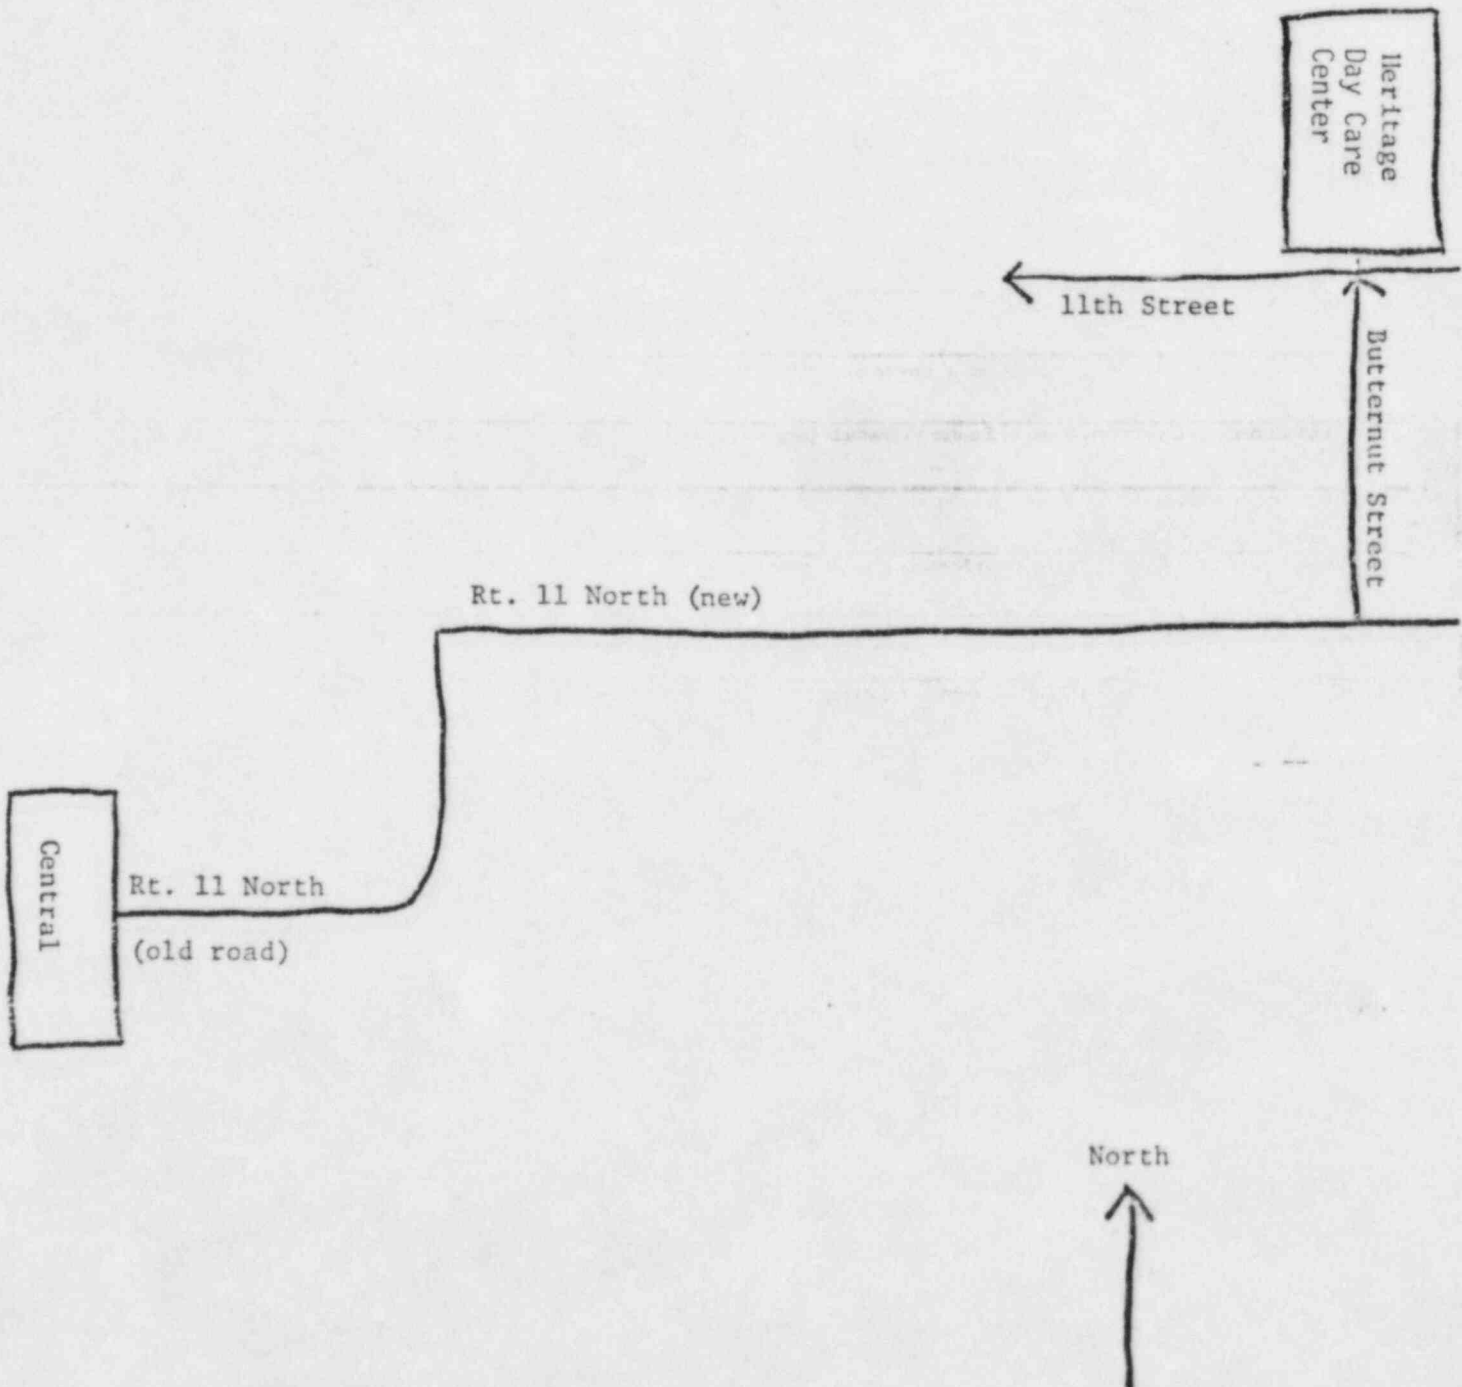 Heritage
Day Care
Center
11th Street
Butternut Street
Rt. 11 North (new)
Central
Rt. 11 North
(old road)
North